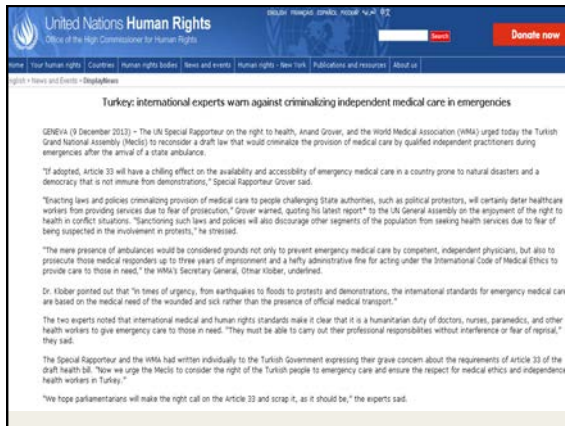 United Nations Human Rights
Office of the High Commissioner for Human Rights
ENGLISH FRANÇAIS ESPAÑOL
Search
Donate now
Home Your human rights Countries Human rights bodies News and events Human rights - New York Publications and resources About us
English > News and Events > DisplayNews
Turkey: international experts warn against criminalizing independent medical care in emergencies
GENEVA (9 December 2013) – The UN Special Rapporteur on the right to health, Anand Grover, and the World Medical Association (WMA) urged today the Turkish
Grand National Assembly (Meclis) to reconsider a draft law that would criminalize the provision of medical care by qualified independent practitioners during
emergencies after the arrival of a state ambulance.
"If adopted, Article 33 will have a chilling effect on the availability and accessibility of emergency medical care in a country prone to natural disasters and a
democracy that is not immune from demonstrations," Special Rapporteur Grover said.
"Enacting laws and policies criminalizing provision of medical care to people challenging State authorities, such as political protestors, will certainly deter healthcare
workers from providing services due to fear of prosecution," Grover warned, quoting his latest report* to the UN General Assembly on the enjoyment of the right to
health in conflict situations. "Sanctioning such laws and policies will also discourage other segments of the population from seeking health services due to fear of
being suspected in the involvement in protests," he stressed.
"The mere presence of ambulances would be considered grounds not only to prevent emergency medical care by competent, independent physicians, but also to
prosecute those medical responders up to three years of imprisonment and a hefty administrative fine for acting under the International Code of Medical Ethics to
provide care to those in need," the WMA's Secretary General, Otmar Kloiber, underlined.
Dr. Kloiber pointed out that "in times of urgency, from earthquakes to floods to protests and demonstrations, the international standards for emergency medical care
are based on the medical need of the wounded and sick rather than the presence of official medical transport."
The two experts noted that international medical and human rights standards make it clear that it is a humanitarian duty of doctors, nurses, paramedics, and other
health workers to give emergency care to those in need. "They must be able to carry out their professional responsibilities without interference or fear of reprisal,"
they said.
The Special Rapporteur and the WMA had written individually to the Turkish Government expressing their grave concern about the requirements of Article 33 of the
draft health bill. "Now we urge the Meclis to consider the right of the Turkish people to emergency care and ensure the respect for medical ethics and independence
health workers in Turkey."
"We hope parliamentarians will make the right call on the Article 33 and scrap it, as it should be," the experts said.